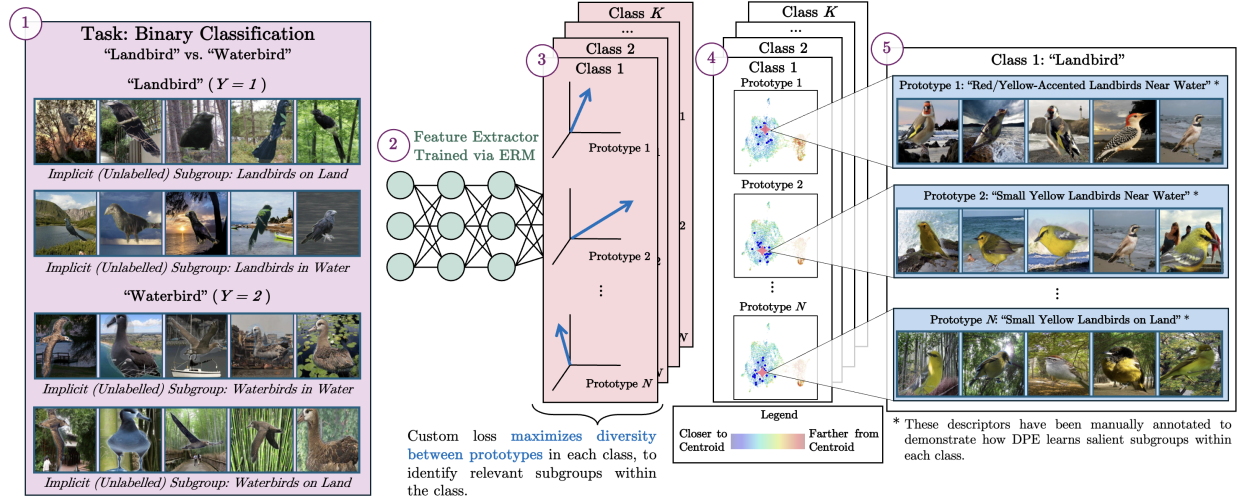 1
Task: Binary Classification
“Landbird” vs. “Waterbird”
“Landbird” ( Y = 1 )
Implicit (Unlabelled) Subgroup: Landbirds on Land
Implicit (Unlabelled) Subgroup: Landbirds in Water
“Waterbird” ( Y = 2 )
Implicit (Unlabelled) Subgroup: Waterbirds in Water
Implicit (Unlabelled) Subgroup: Waterbirds on Land
2
Feature Extractor
Trained via ERM
3
Class K
...
Class 2
Class 1
Prototype 1
Prototype 2
⋮
Prototype N
1
2
N
Custom loss maximizes diversity
between prototypes in each class, to
identify relevant subgroups within
the class.
4
Class K
...
Class 2
Class 1
Prototype 1
Prototype 2
⋮
Prototype N
Legend
Closer to
Centroid
Farther from
Centroid
5
Class 1: “Landbird”
Prototype 1: “Red/Yellow-Accented Landbirds Near Water” *
Prototype 2: “Small Yellow Landbirds Near Water” *
⋮
Prototype N: “Small Yellow Landbirds on Land” *
* These descriptors have been manually annotated to
demonstrate how DPE learns salient subgroups within
each class.